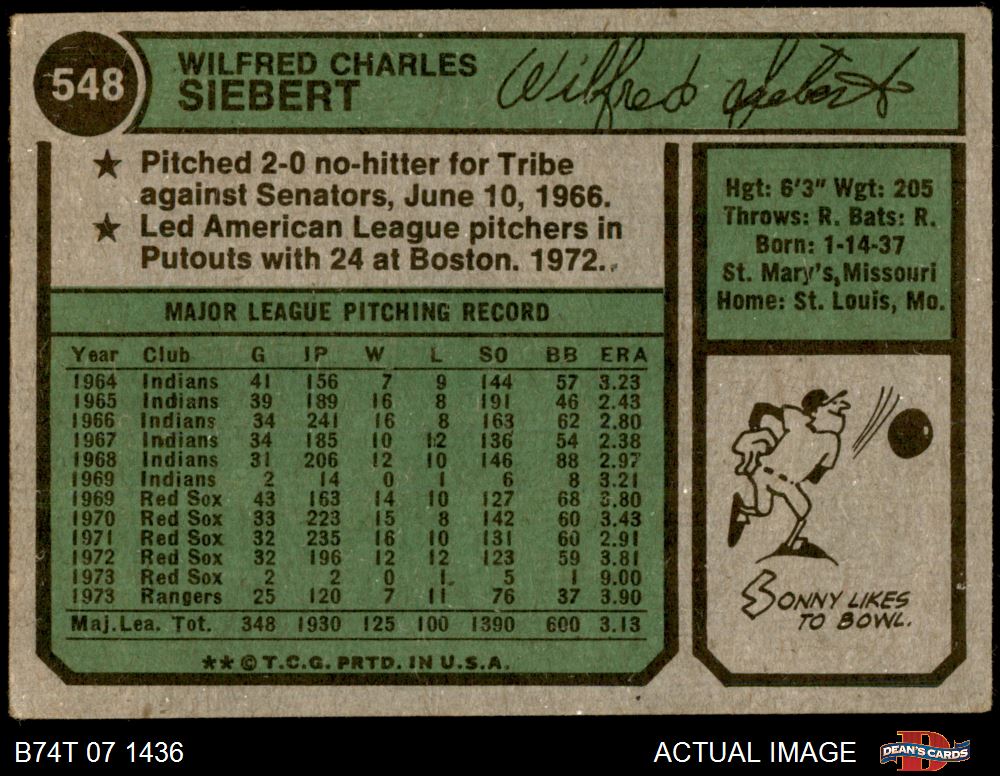 548
WILFRED CHARLES
SIEBERT
Wilfred Siebert
★ Pitched 2-0 no-hitter for Tribe
against Senators, June 10, 1966.
★ Led American League pitchers in
Putouts with 24 at Boston. 1972.
Hgt: 6'3" Wgt: 205
Throws: R. Bats: R.
Born: 1-14-37
St. Mary's, Missouri
Home: St. Louis, Mo.
MAJOR LEAGUE PITCHING RECORD
Year Club G IP W L SO BB ERA
1964 Indians 41 156 7 9 144 57 3.23
1965 Indians 39 189 16 8 191 46 2.43
1966 Indians 34 241 16 8 163 62 2.80
1967 Indians 34 185 10 12 136 54 2.38
1968 Indians 31 206 12 10 146 88 2.97
1969 Indians 2 14 0 1 6 8 3.21
1969 Red Sox 43 163 14 10 127 68 3.80
1970 Red Sox 33 223 15 8 142 60 3.43
1971 Red Sox 32 235 16 10 131 60 2.91
1972 Red Sox 32 196 12 12 123 59 3.81
1973 Red Sox 2 2 0 1 5 1 9.00
1973 Rangers 25 120 7 11 76 37 3.90
Maj.Lea. Tot. 348 1930 125 100 1390 600 3.13
★★ © T.C.G. PRTD. IN U.S.A.
SONNY LIKES
TO BOWL.
B74T 07 1436
ACTUAL IMAGE
DEAN'S CARDS